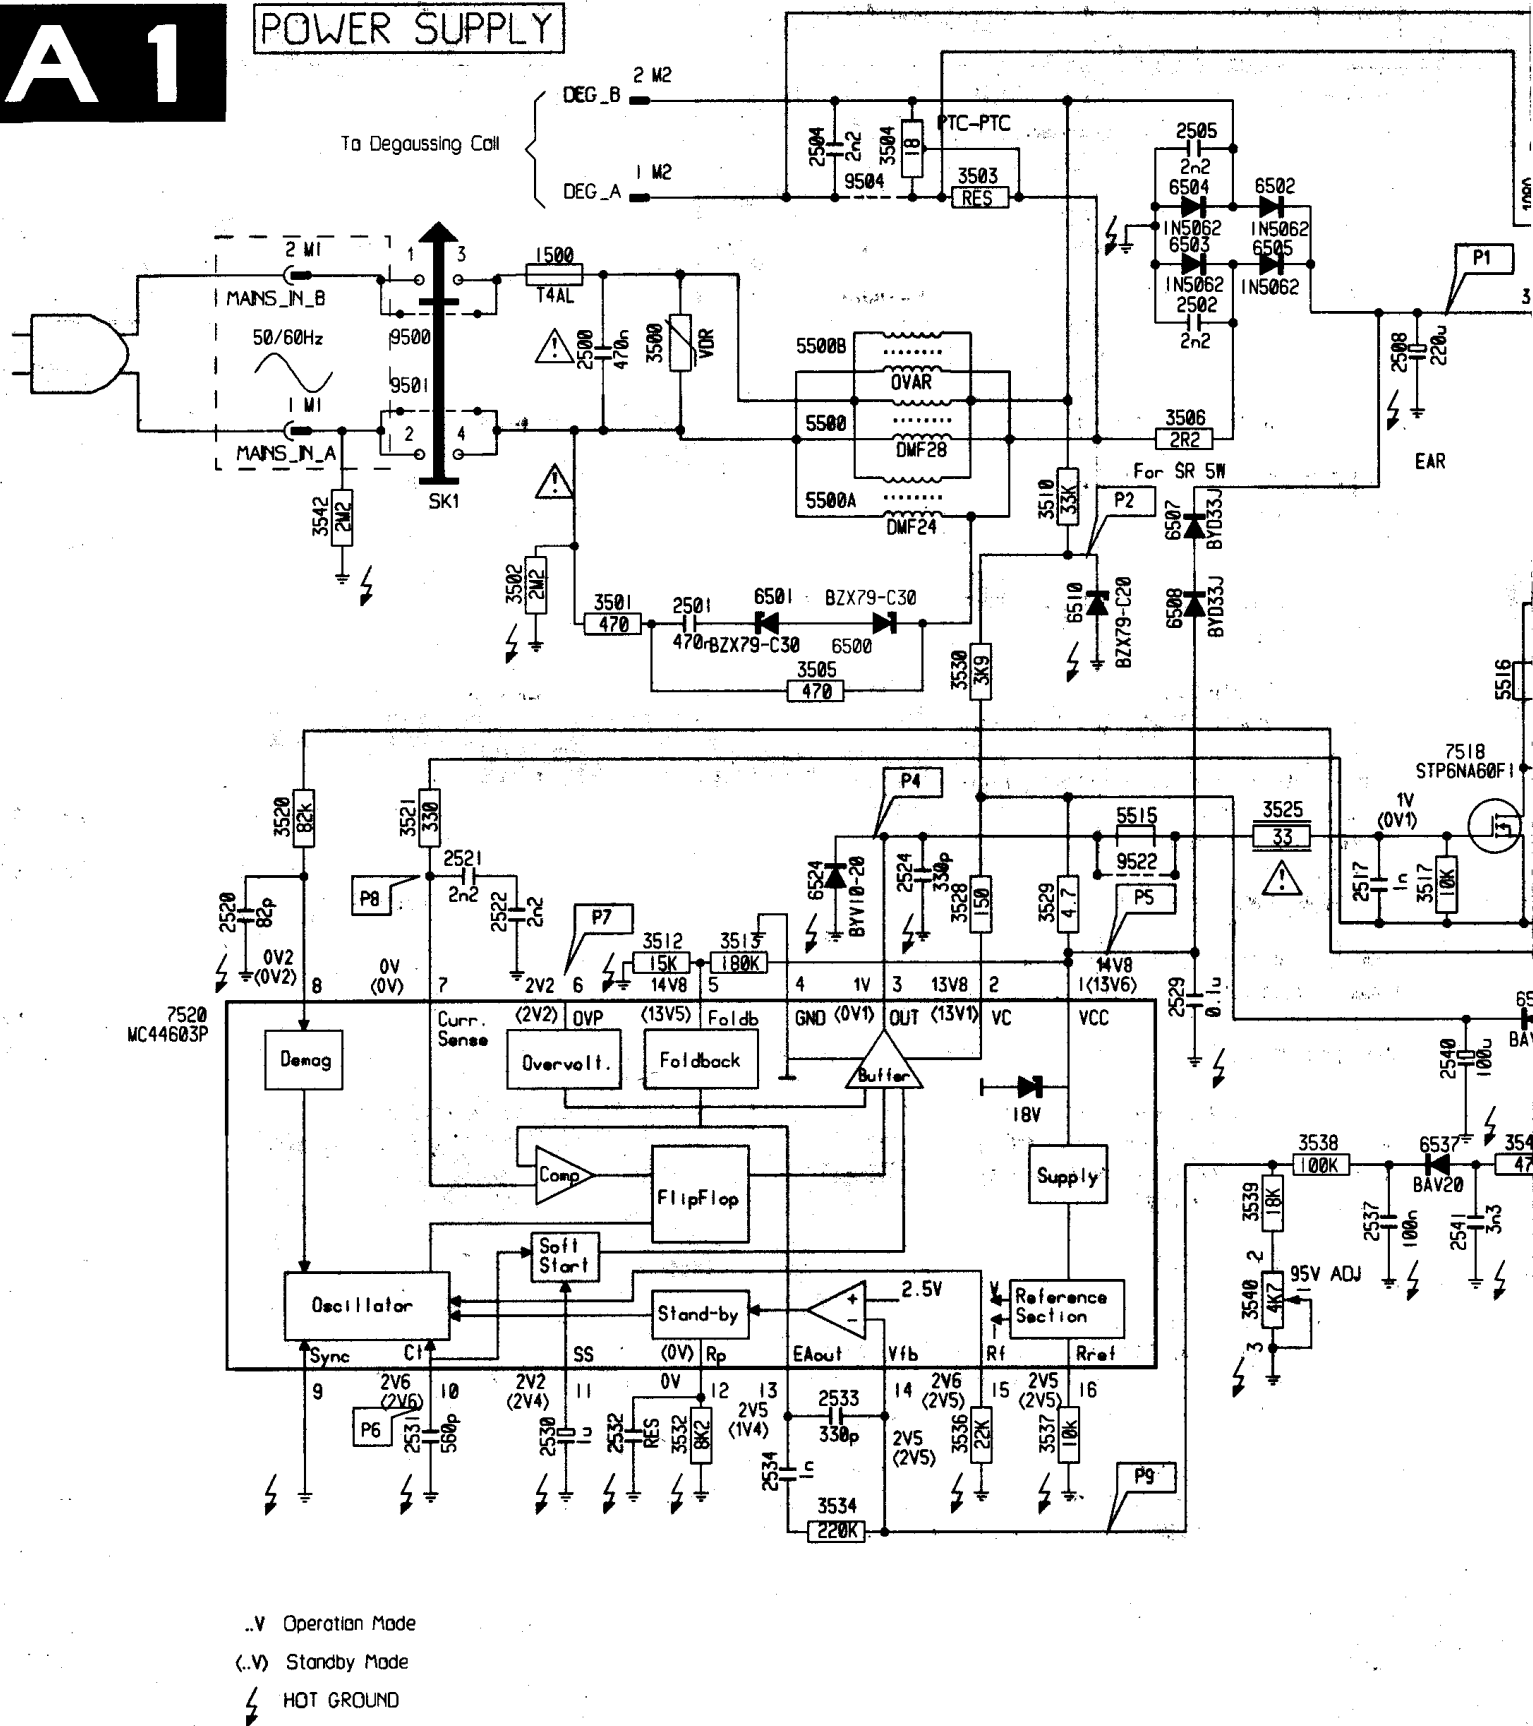 A 1
POWER SUPPLY
To Degaussing Coil
DEG_B
2 M2
DEG_A
1 M2
2504
2n2
3504
18
PTC-PTC
9504
3503
RES
2505
2n2
6504
1N5062
6502
1N5062
6503
1N5062
6505
1N5062
2502
2n2
P1
2508
220u
2 M1
MAINS_IN_B
50/60Hz
1 M1
MAINS_IN_A
1
3
9500
9501
2
4
SK1
1500
T4AL
2500
470n
3500
VDR
5500B
OVAR
5500
DMF28
5500A
DMF24
3506
2R2
For SR 5W
EAR
3542
2M2
3502
2M2
3501
470
2501
470n
6501
BZX79-C30
BZX79-C30
6500
3505
470
3510
33K
P2
6510
BZX79-C20
6507
BYD33J
6508
BYD33J
3530
3K9
5516
7518
STP6NA60FI
3520
82k
3521
330
2520
82p
P8
2521
2n2
2522
2n2
P7
3512
15K
3513
180K
P4
6524
BYV10-20
2524
330p
3528
150
3529
4.7
5515
9522
P5
3525
33
1V
(0V1)
2517
1n
3517
10K
2529
0.1u
2540
100u
7520
MC44603P
0V2
(0V2)
8
0V
(0V)
7
2V2
(2V2)
6
14V8
(13V5)
5
4
1V
(0V1)
3
13V8
(13V1)
2
14V8
1(13V6)
Curr.
Sense
OVP
Foldb
GND
OUT
VC
VCC
Demag
Overvolt.
Foldback
Buffer
18V
Comp
FlipFlop
Supply
Soft
Start
Oscillator
Stand-by
2.5V
+
−
V
I
Reference
Section
Sync
Ct
SS
(0V)
Rp
EAout
Vfb
Rf
Rref
9
2V6
(2V6)
10
2V2
(2V4)
11
0V
12
13
2V5
(1V4)
14
2V5
(2V5)
2V6
(2V5)
15
2V5
(2V5)
16
P6
2531
560p
2530
2532
RES
3532
8K2
2533
330p
2534
3534
220K
3536
22K
3537
10k
P9
3538
100K
3539
18K
2
3540
4K7
1
3
95V ADJ
2537
100n
6537
BAV20
2541
3n3
..V Operation Mode
(..V) Standby Mode
HOT GROUND